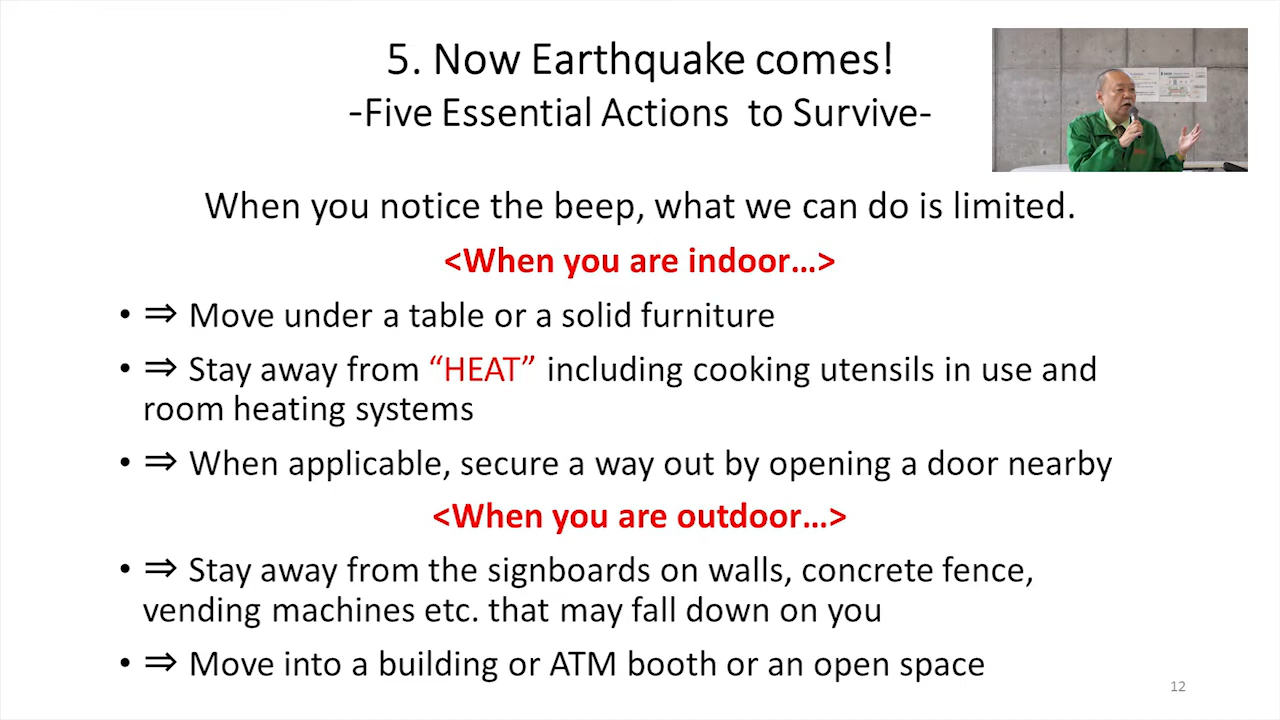 5. Now Earthquake comes!
-Five Essential Actions to Survive-
When you notice the beep, what we can do is limited.
<When you are indoor…>
• ⇒ Move under a table or a solid furniture
• ⇒ Stay away from “HEAT” including cooking utensils in use and
room heating systems
• ⇒ When applicable, secure a way out by opening a door nearby
<When you are outdoor…>
• ⇒ Stay away from the signboards on walls, concrete fence,
vending machines etc. that may fall down on you
• ⇒ Move into a building or ATM booth or an open space
12